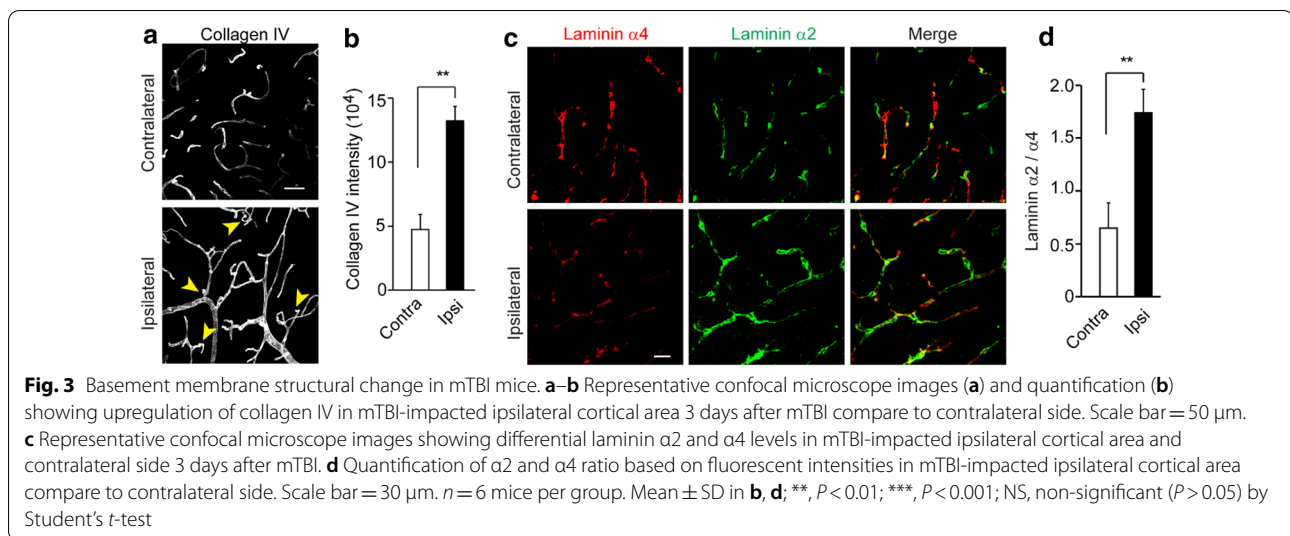 a
Collagen IV
Contralateral
Ipsilateral
b
**
Collagen IV intensity (10⁴)
15
10
5
0
Contra
Ipsi
c
Laminin α4
Laminin α2
Merge
Contralateral
Ipsilateral
d
**
Laminin α2 / α4
2.0
1.5
1.0
0.5
0
Contra
Ipsi
Fig. 3 Basement membrane structural change in mTBI mice. a–b Representative confocal microscope images (a) and quantification (b)
showing upregulation of collagen IV in mTBI-impacted ipsilateral cortical area 3 days after mTBI compare to contralateral side. Scale bar = 50 μm.
c Representative confocal microscope images showing differential laminin α2 and α4 levels in mTBI-impacted ipsilateral cortical area and
contralateral side 3 days after mTBI. d Quantification of α2 and α4 ratio based on fluorescent intensities in mTBI-impacted ipsilateral cortical area
compare to contralateral side. Scale bar = 30 μm. n = 6 mice per group. Mean ± SD in b, d; **, P < 0.01; ***, P < 0.001; NS, non-significant (P > 0.05) by
Student's t-test